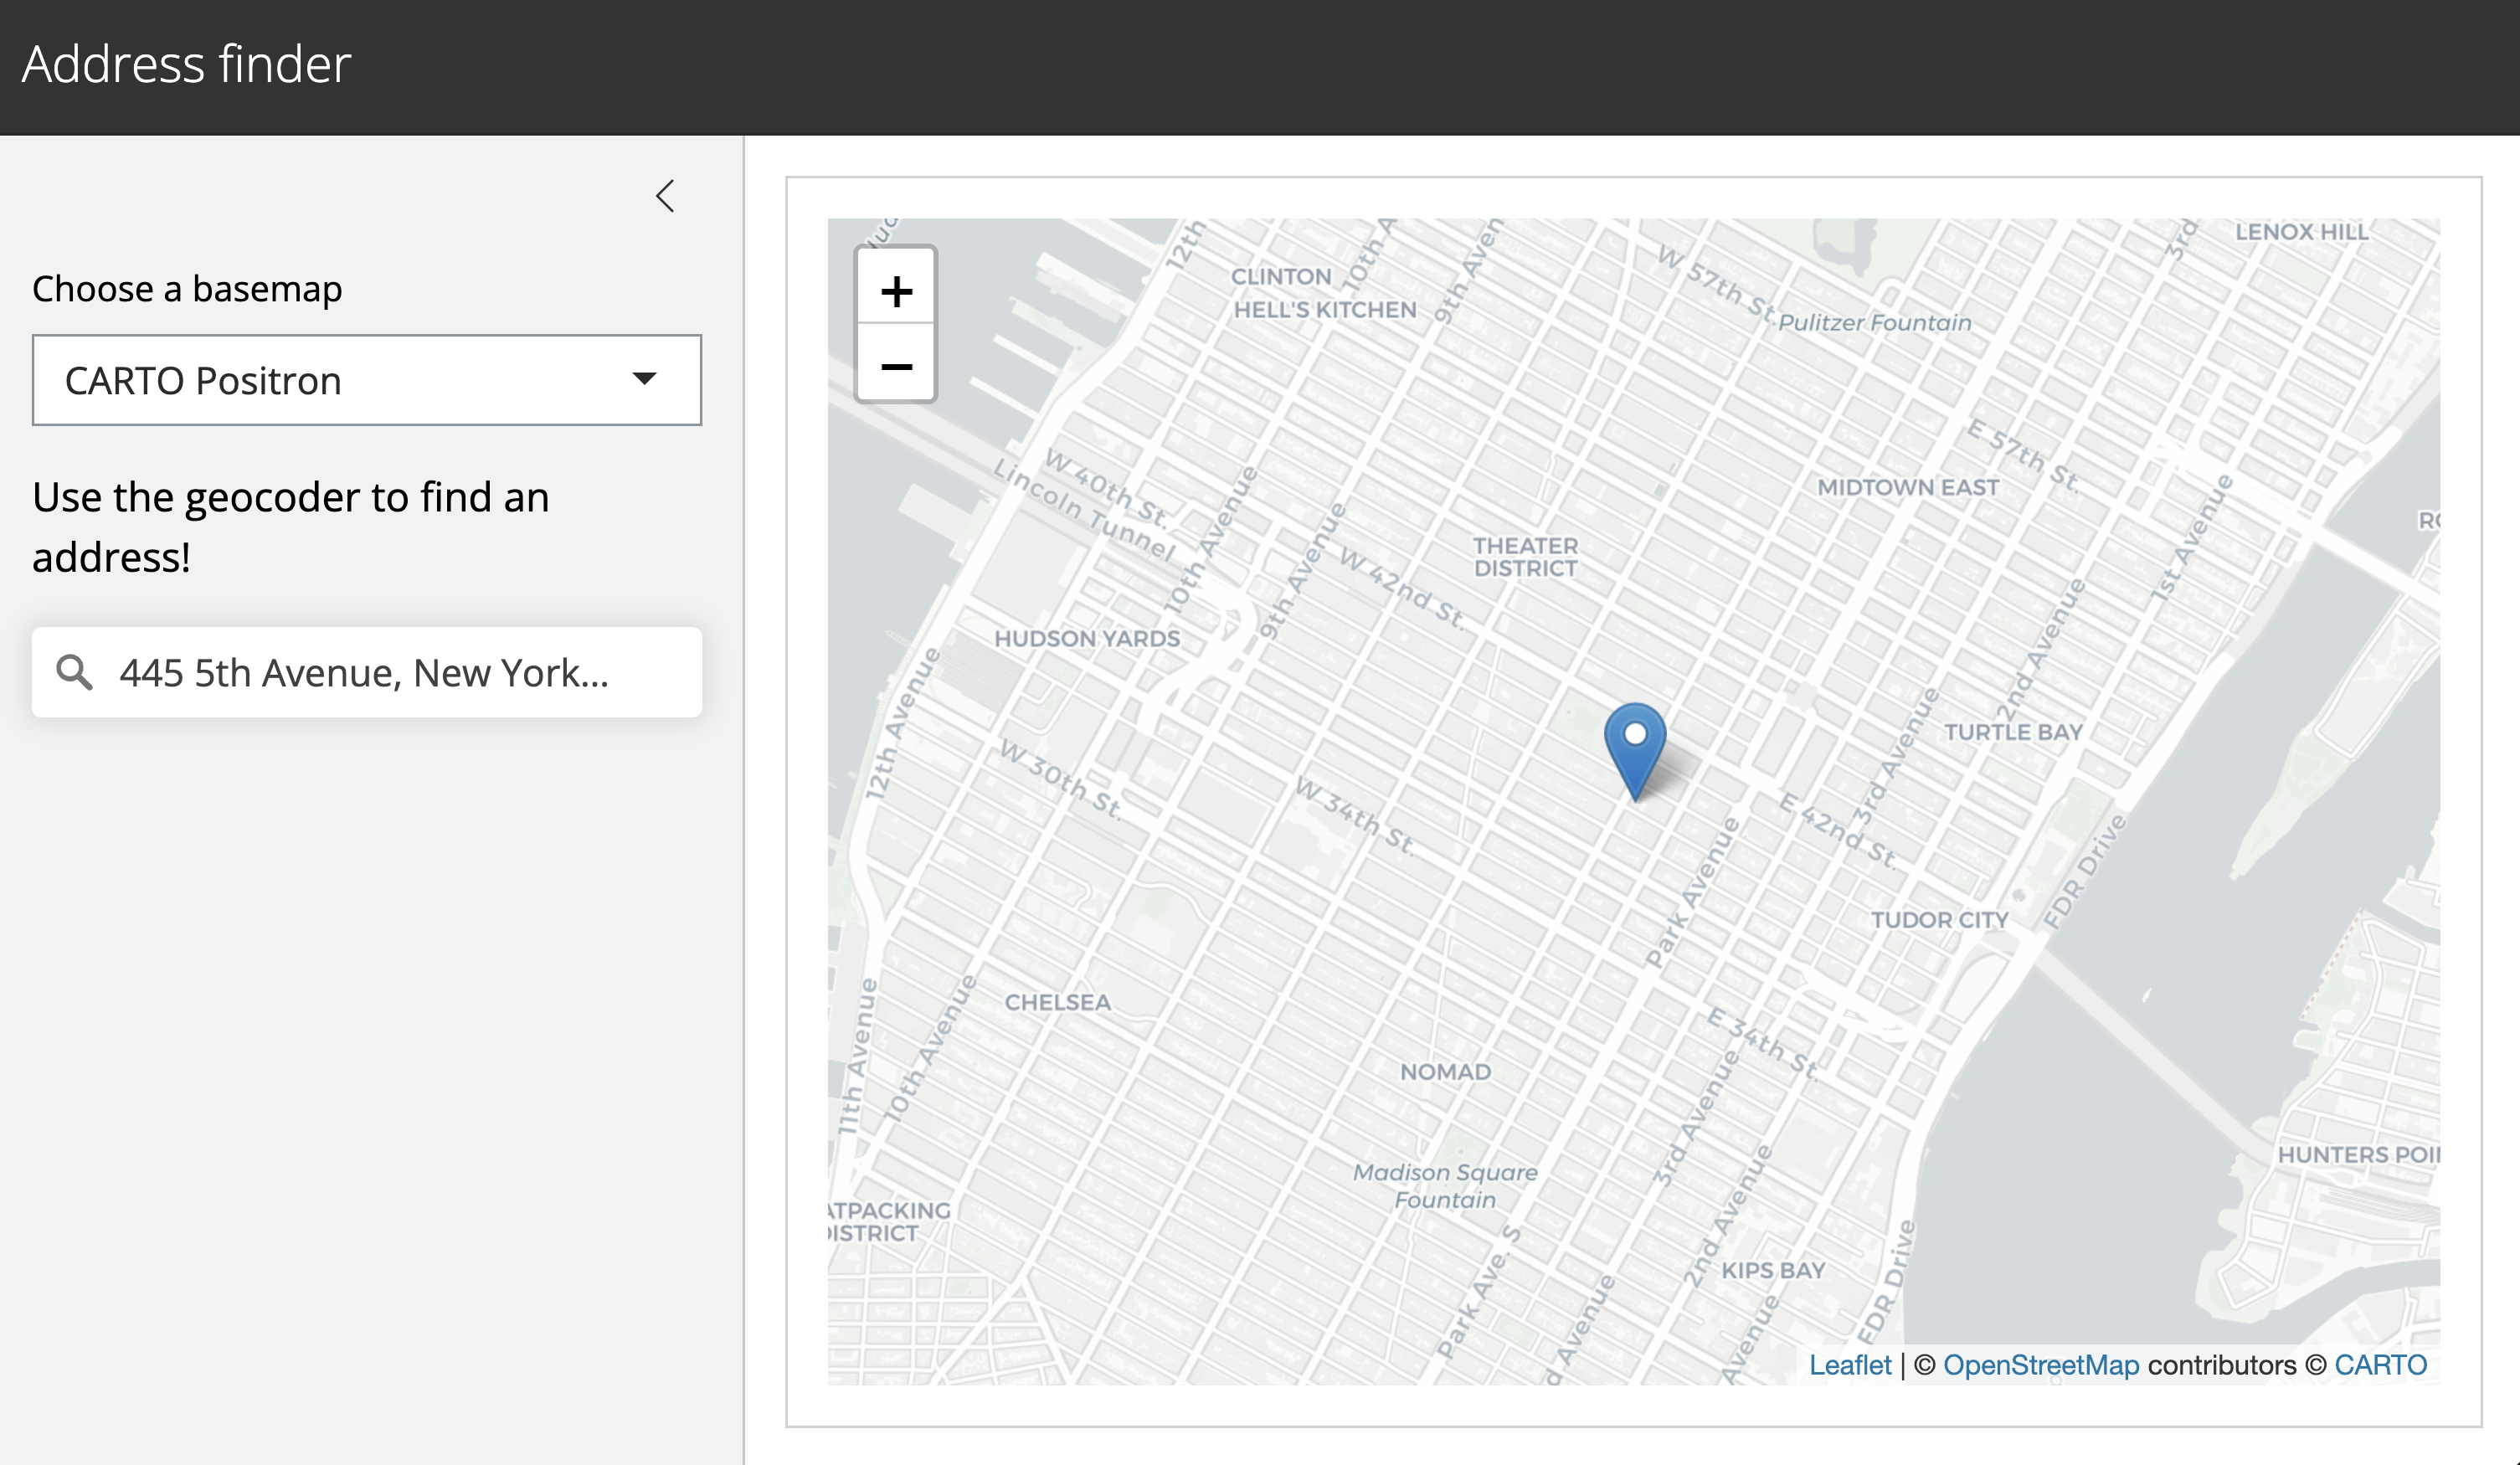 Address finder
Choose a basemap
CARTO Positron
Use the geocoder to find an
address!
445 5th Avenue, New York...
+
−
12th
10th A
9th Aven
3rd
LENOX HILL
CLINTON
HELL'S KITCHEN
W 57th St.
Pulitzer Fountain
E 57th St.
W 40th St.
Lincoln Tunnel
10th Avenue
9th Avenue
W 42nd St.
THEATER
DISTRICT
MIDTOWN EAST
1st Avenue
HUDSON YARDS
12th Avenue
2nd Avenue
TURTLE BAY
3rd Avenue
W 30th St.
W 34th St.
E 42nd St.
Park Avenue
FDR Drive
TUDOR CITY
CHELSEA
11th Avenue
10th Avenue
E 34th St.
NOMAD
3rd Avenue
2nd Avenue
HUNTERS POI
Madison Square
Fountain
ATPACKING
DISTRICT
Park Ave. S
KIPS BAY
FDR Drive
d Avenue
Avenue
Leaflet | © OpenStreetMap contributors © CARTO